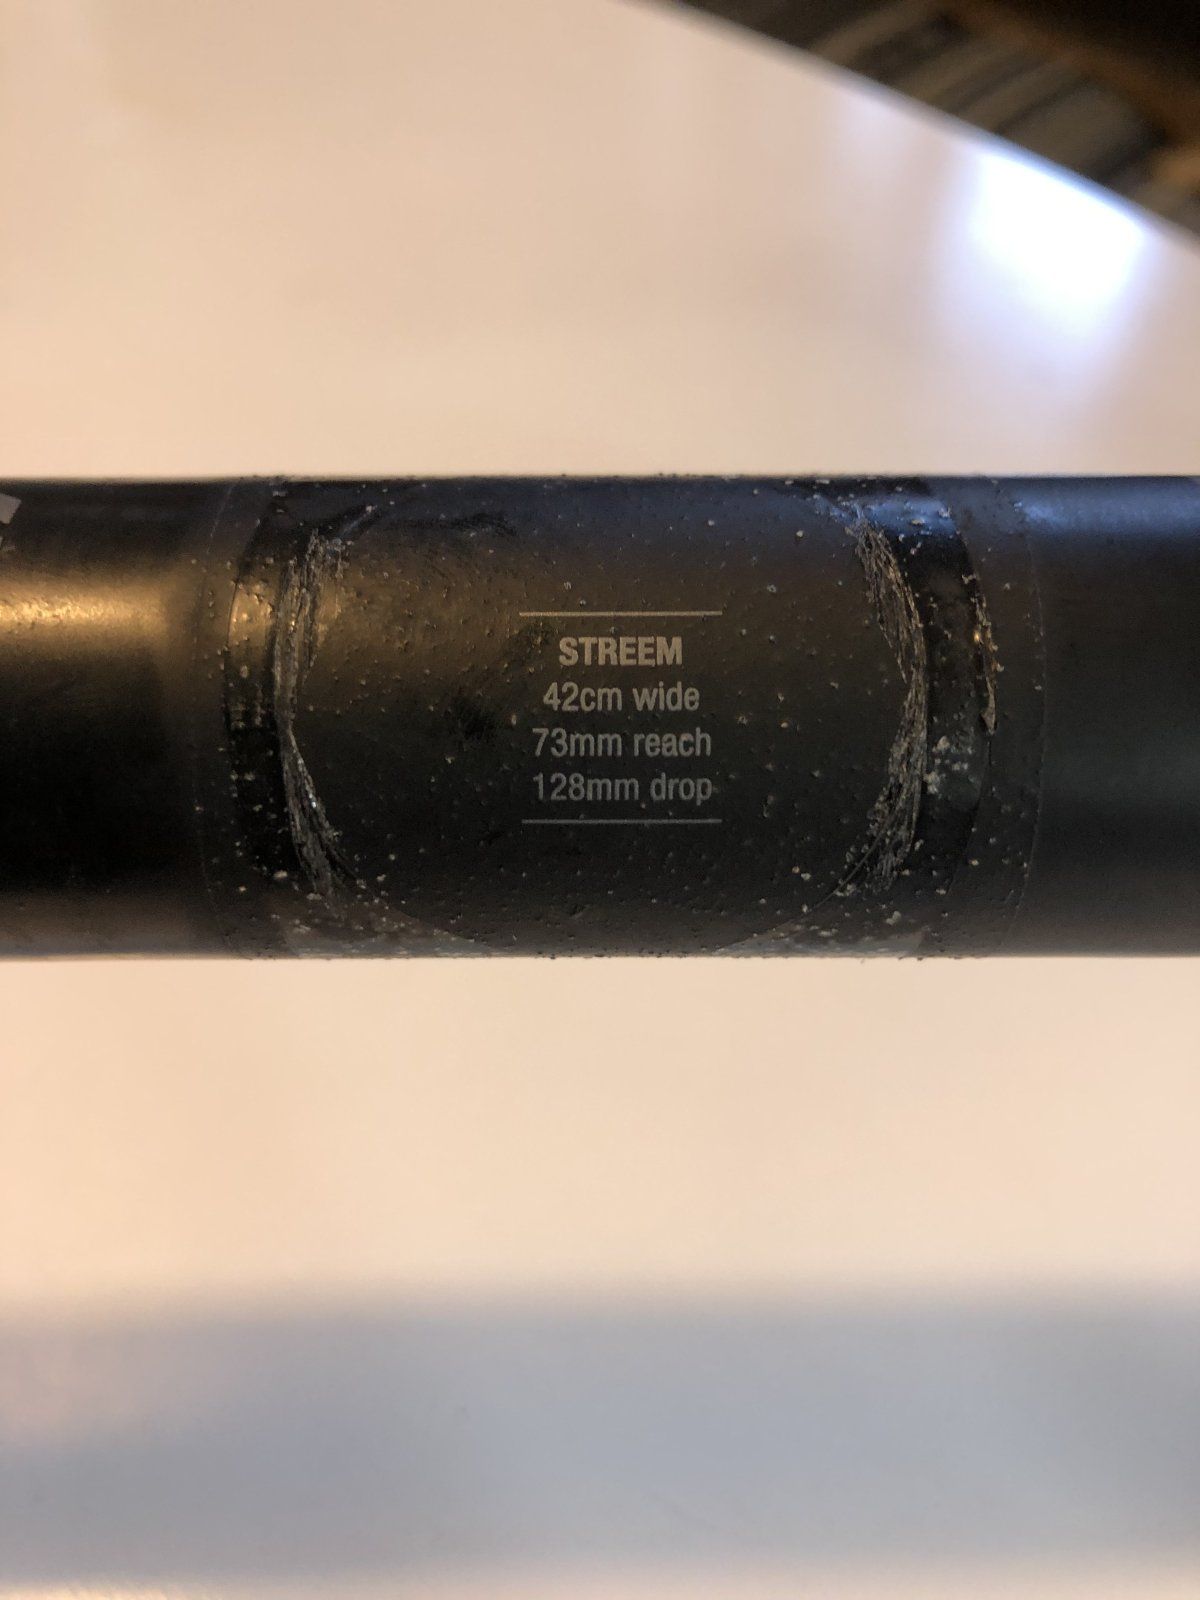 STREEM
42cm wide
73mm reach
128mm drop